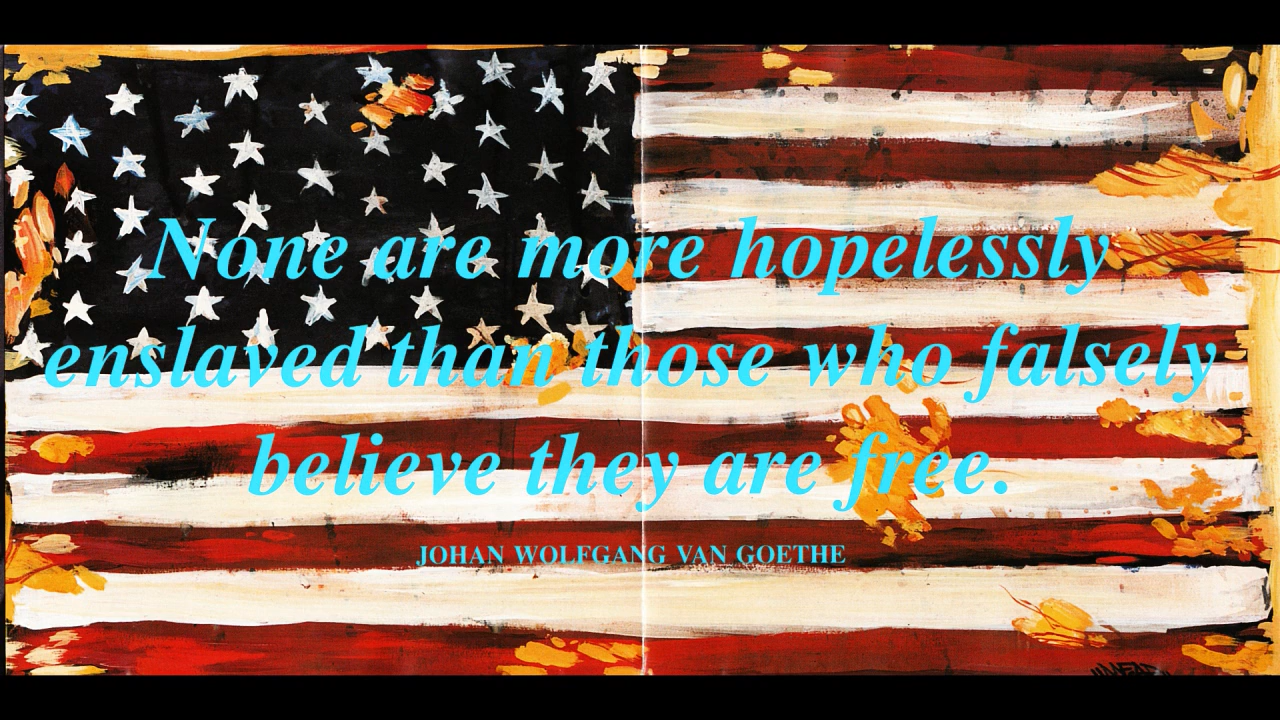 None are more hopelessly
enslaved than those who falsely
believe they are free.
JOHAN WOLFGANG VAN GOETHE